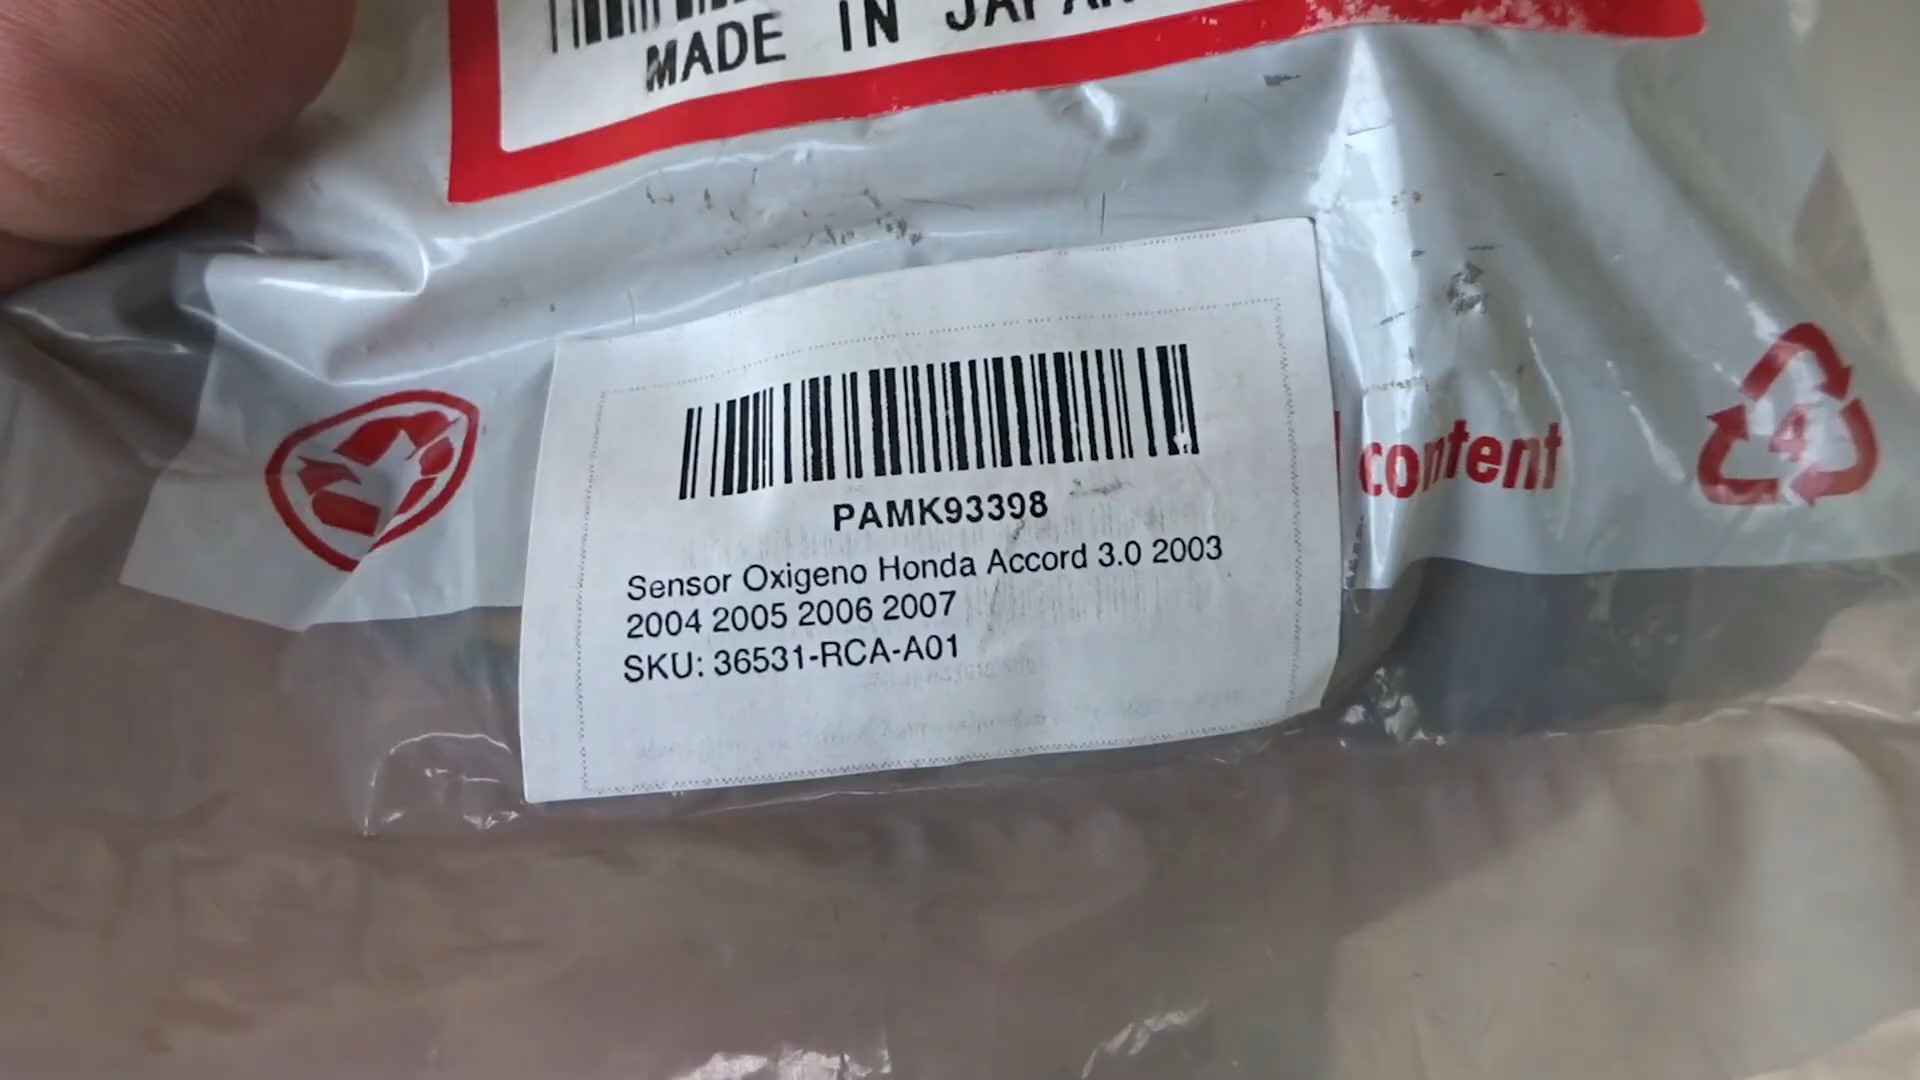 MADE IN JAPAN
PAMK93398
content
4
Sensor Oxigeno Honda Accord 3.0 2003
2004 2005 2006 2007
SKU: 36531-RCA-A01